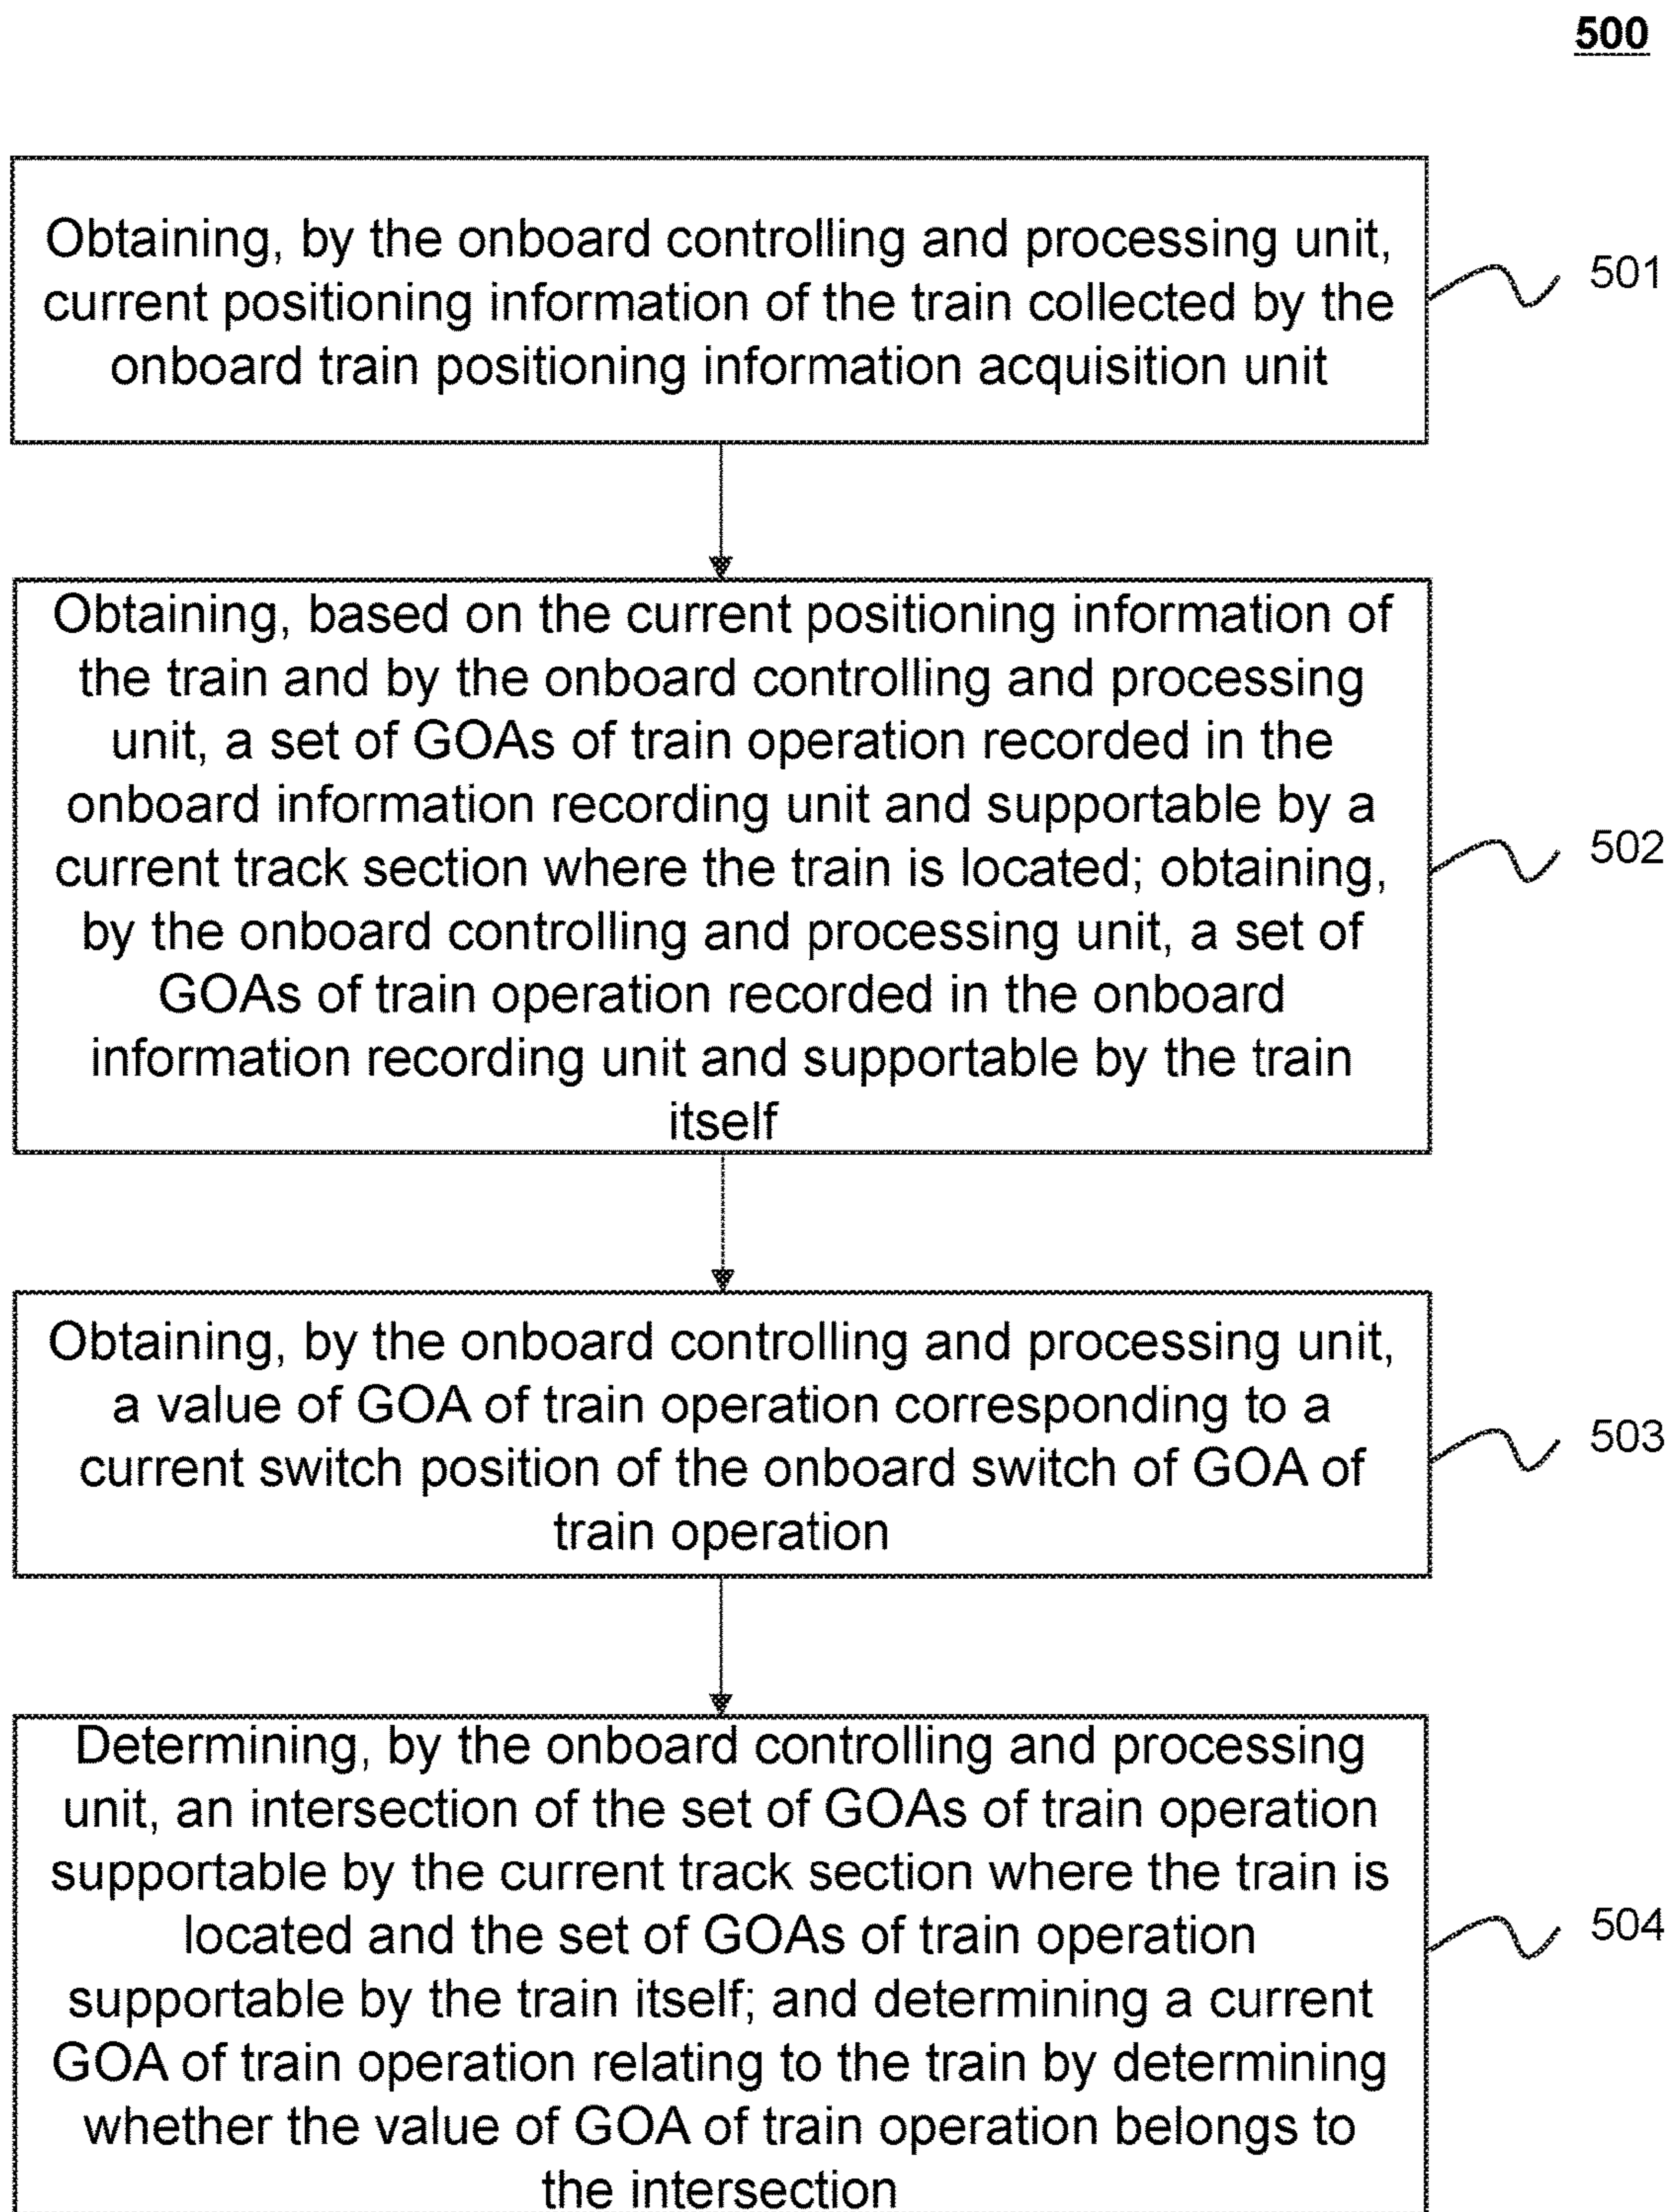 500
Obtaining, by the onboard controlling and processing unit,
current positioning information of the train collected by the
onboard train positioning information acquisition unit
501
Obtaining, based on the current positioning information of
the train and by the onboard controlling and processing
unit, a set of GOAs of train operation recorded in the
onboard information recording unit and supportable by a
current track section where the train is located; obtaining,
by the onboard controlling and processing unit, a set of
GOAs of train operation recorded in the onboard
information recording unit and supportable by the train
itself
502
Obtaining, by the onboard controlling and processing unit,
a value of GOA of train operation corresponding to a
current switch position of the onboard switch of GOA of
train operation
503
Determining, by the onboard controlling and processing
unit, an intersection of the set of GOAs of train operation
supportable by the current track section where the train is
located and the set of GOAs of train operation
supportable by the train itself; and determining a current
GOA of train operation relating to the train by determining
whether the value of GOA of train operation belongs to
the intersection
504